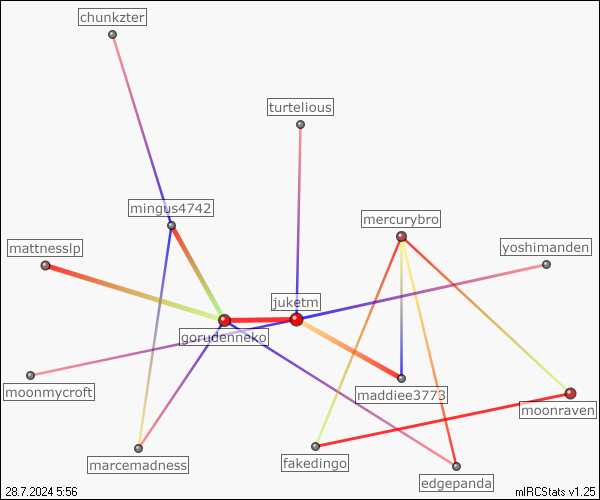 chunkzter
turtelious
mingus4742
mercurybro
mattnesslp
yoshimanden
juketm
gorudenneko
moonmycroft
maddiee3773
moonraven
marcemadness
fakedingo
edgepanda
28.7.2024 5:56
mIRCStats v1.25